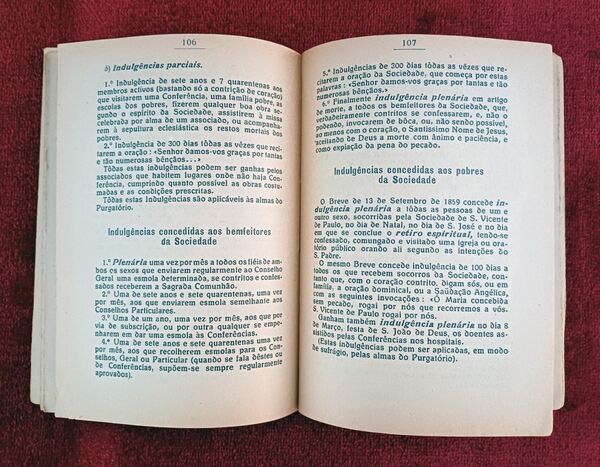 106
b) Indulgências parciais.
1.º Indulgência de sete anos e 7 quarentenas aos
membros activos (bastando só a contrição de coração)
que visitarem uma Conferência, uma família pobre, as
escolas dos pobres, fizerem qualquer boa obra se-
gundo o espírito da Sociedade, assistirem à missa
celebrada por alma de um associado, ou acompanha-
rem à sepultura eclesiástica os restos mortais dos
pobres.
2.º Indulgência de 300 dias tôdas as vêzes que reci-
tarem a oração: «Senhor damos-vos graças por tantas
e tão numerosas bênçãos...»
Tôdas estas indulgências podem ser ganhas pelos
associados que habitem lugares onde não haja Con-
ferência, cumprindo quanto possível as obras costu-
madas e as condições prescritas.
Tôdas estas Indulgências são aplicáveis às almas do
Purgatório.
Indulgências concedidas aos bemfeitores
da Sociedade
1.º Plenária uma vez por mês a todos os fiéis de am-
bos os sexos que enviarem regularmente ao Conselho
Geral uma esmola determinada, se contritos e confes-
sados receberem a Sagrada Comunhão.
2.º Uma de sete anos e sete quarentenas, uma vez
por mês, aos que enviarem esmola semelhante aos
Conselhos Particulares.
3.º Uma de um ano, uma vez por mês, aos que por
via de subscrição, ou por outra qualquer se empe-
nharem em dar uma esmola às Conferências.
4.º Uma de sete anos e sete quarentenas, uma vez
por mês, aos que recolherem esmolas para os Con-
selhos, Geral ou Particular (quando se fala dêstes ou
de Conferências, supõem-se sempre regularmente
aprovados).
107
5.º Indulgências de 300 dias tôdas as vêzes que reci-
tarem a oração da Sociedade, que começa por estas
palavras: «Senhor damos-vos graças por tantas e tão
numerosas bênçãos.»
6.º Finalmente indulgência plenária em artigo
de morte, a todos os bemfeitores da Sociedade, que,
verdadeiramente contritos se confessarem, e, não o
podendo, invocarem de bôca, ou, não sendo possível,
ao menos com o coração, o Santíssimo Nome de Jesus,
aceitando de Deus a morte com ânimo e paciência, e
como expiação da pena do pecado.
Indulgências concedidas aos pobres
da Sociedade
O Breve de 13 de Setembro de 1859 concede in-
dulgência plenária a tôdas as pessoas de um e
outro sexo, socorridas pela Sociedade de S. Vicente
de Paulo, no dia de Natal, no dia de S. José e no dia
em que se conclue o retiro espiritual, tendo-se
confessado, comungado e visitado uma igreja ou ora-
tório público orando ali segundo as intenções do
S. Padre.
O mesmo Breve concede indulgência de 100 dias a
todos os que recebem socorros da Sociedade, con-
tanto que, com coração contrito, digam sós, ou em
família, a oração dominical, ou a Saüdação Angélica,
com as seguintes invocações: «Ó Maria concebida
sem pecado, rogai por nós que recorremos a vós.
S. Vicente de Paulo rogai por nós.
Ganham também indulgência plenária no dia 8
de Março, festa de S. João de Deus, os doentes as-
sistidos pelas Conferências nos hospitais.
(Estas indulgências podem ser aplicadas, em modo
de sufrágio, pelas almas do Purgatório).